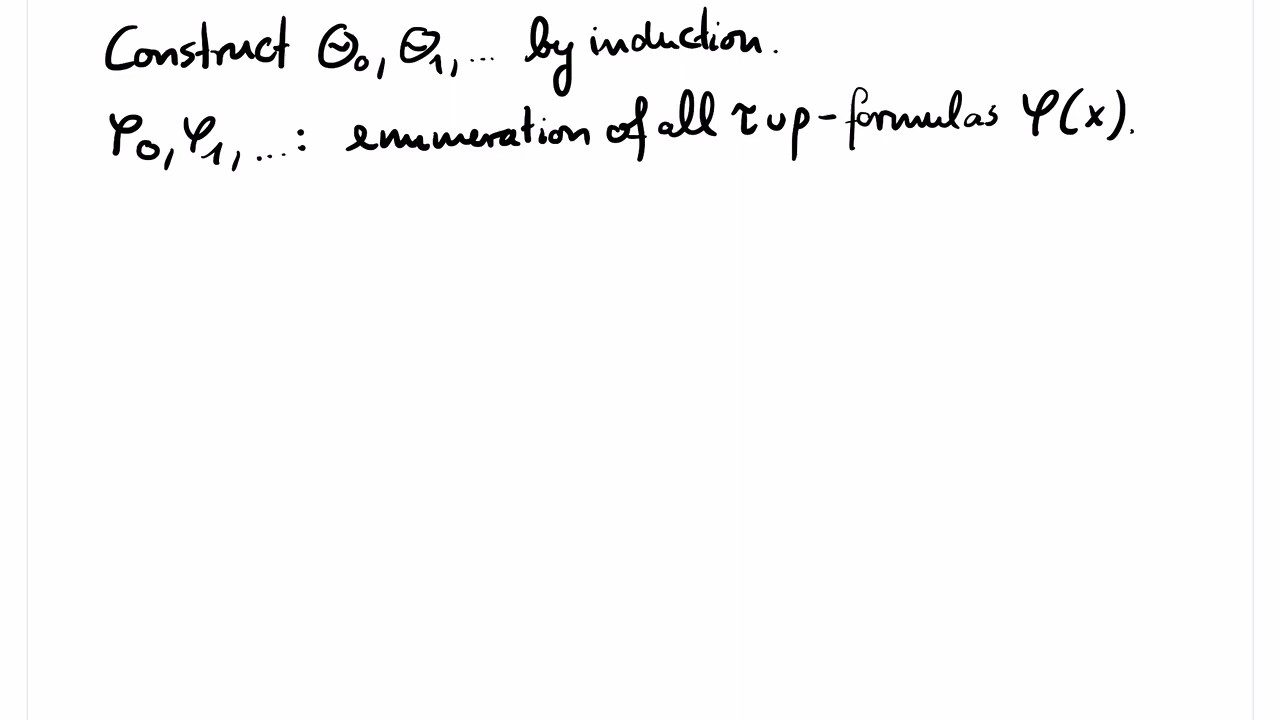 Construct Θ₀, Θ₁, ... by induction.
φ₀, φ₁, ... : enumeration of all τ∪ρ-formulas φ(x).